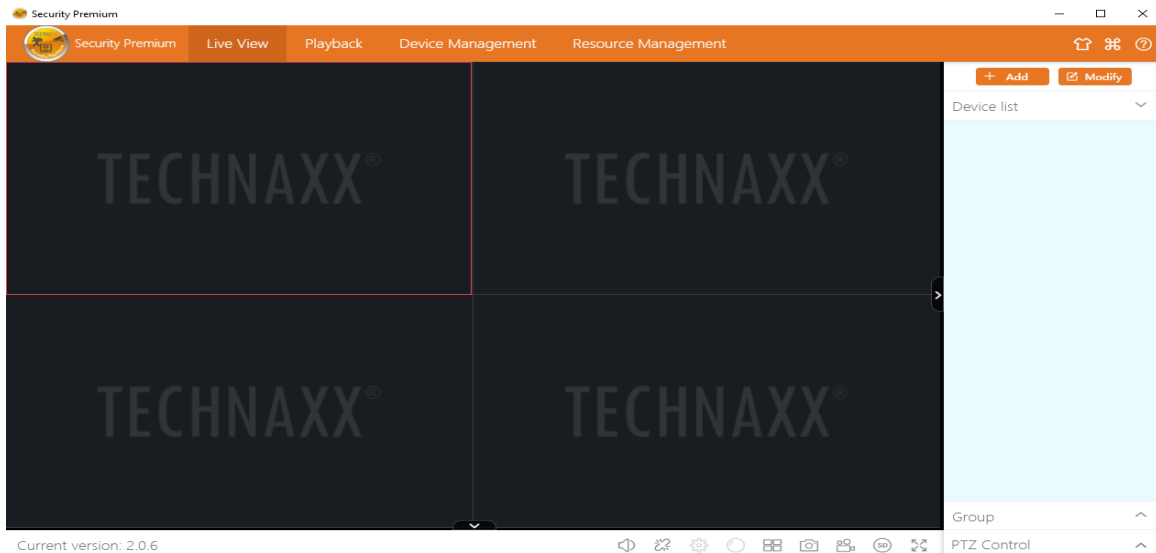 Security Premium
Security Premium Live View Playback Device Management Resource Management
+ Add Modify
Device list
TECHNAXX® TECHNAXX®
TECHNAXX® TECHNAXX®
Group
Current version: 2.0.6 SD PTZ Control